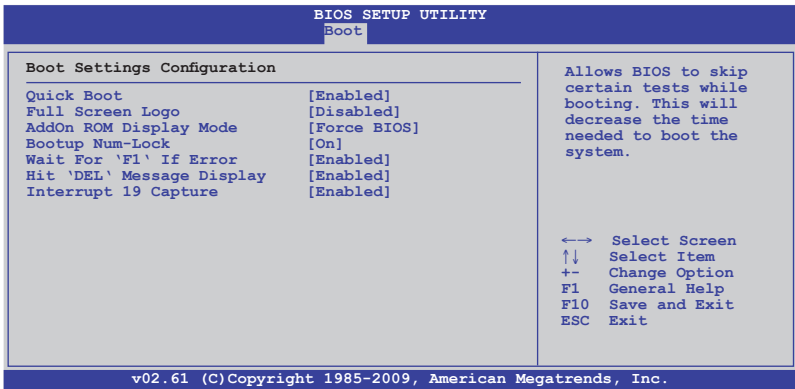 BIOS SETUP UTILITY
Boot
Boot Settings Configuration
Quick Boot [Enabled]
Full Screen Logo [Disabled]
AddOn ROM Display Mode [Force BIOS]
Bootup Num-Lock [On]
Wait For ‘F1‘ If Error [Enabled]
Hit ‘DEL‘ Message Display [Enabled]
Interrupt 19 Capture [Enabled]
Allows BIOS to skip
certain tests while
booting. This will
decrease the time
needed to boot the
system.
←→ Select Screen
↑↓ Select Item
+- Change Option
F1 General Help
F10 Save and Exit
ESC Exit
v02.61 (C)Copyright 1985-2009, American Megatrends, Inc.